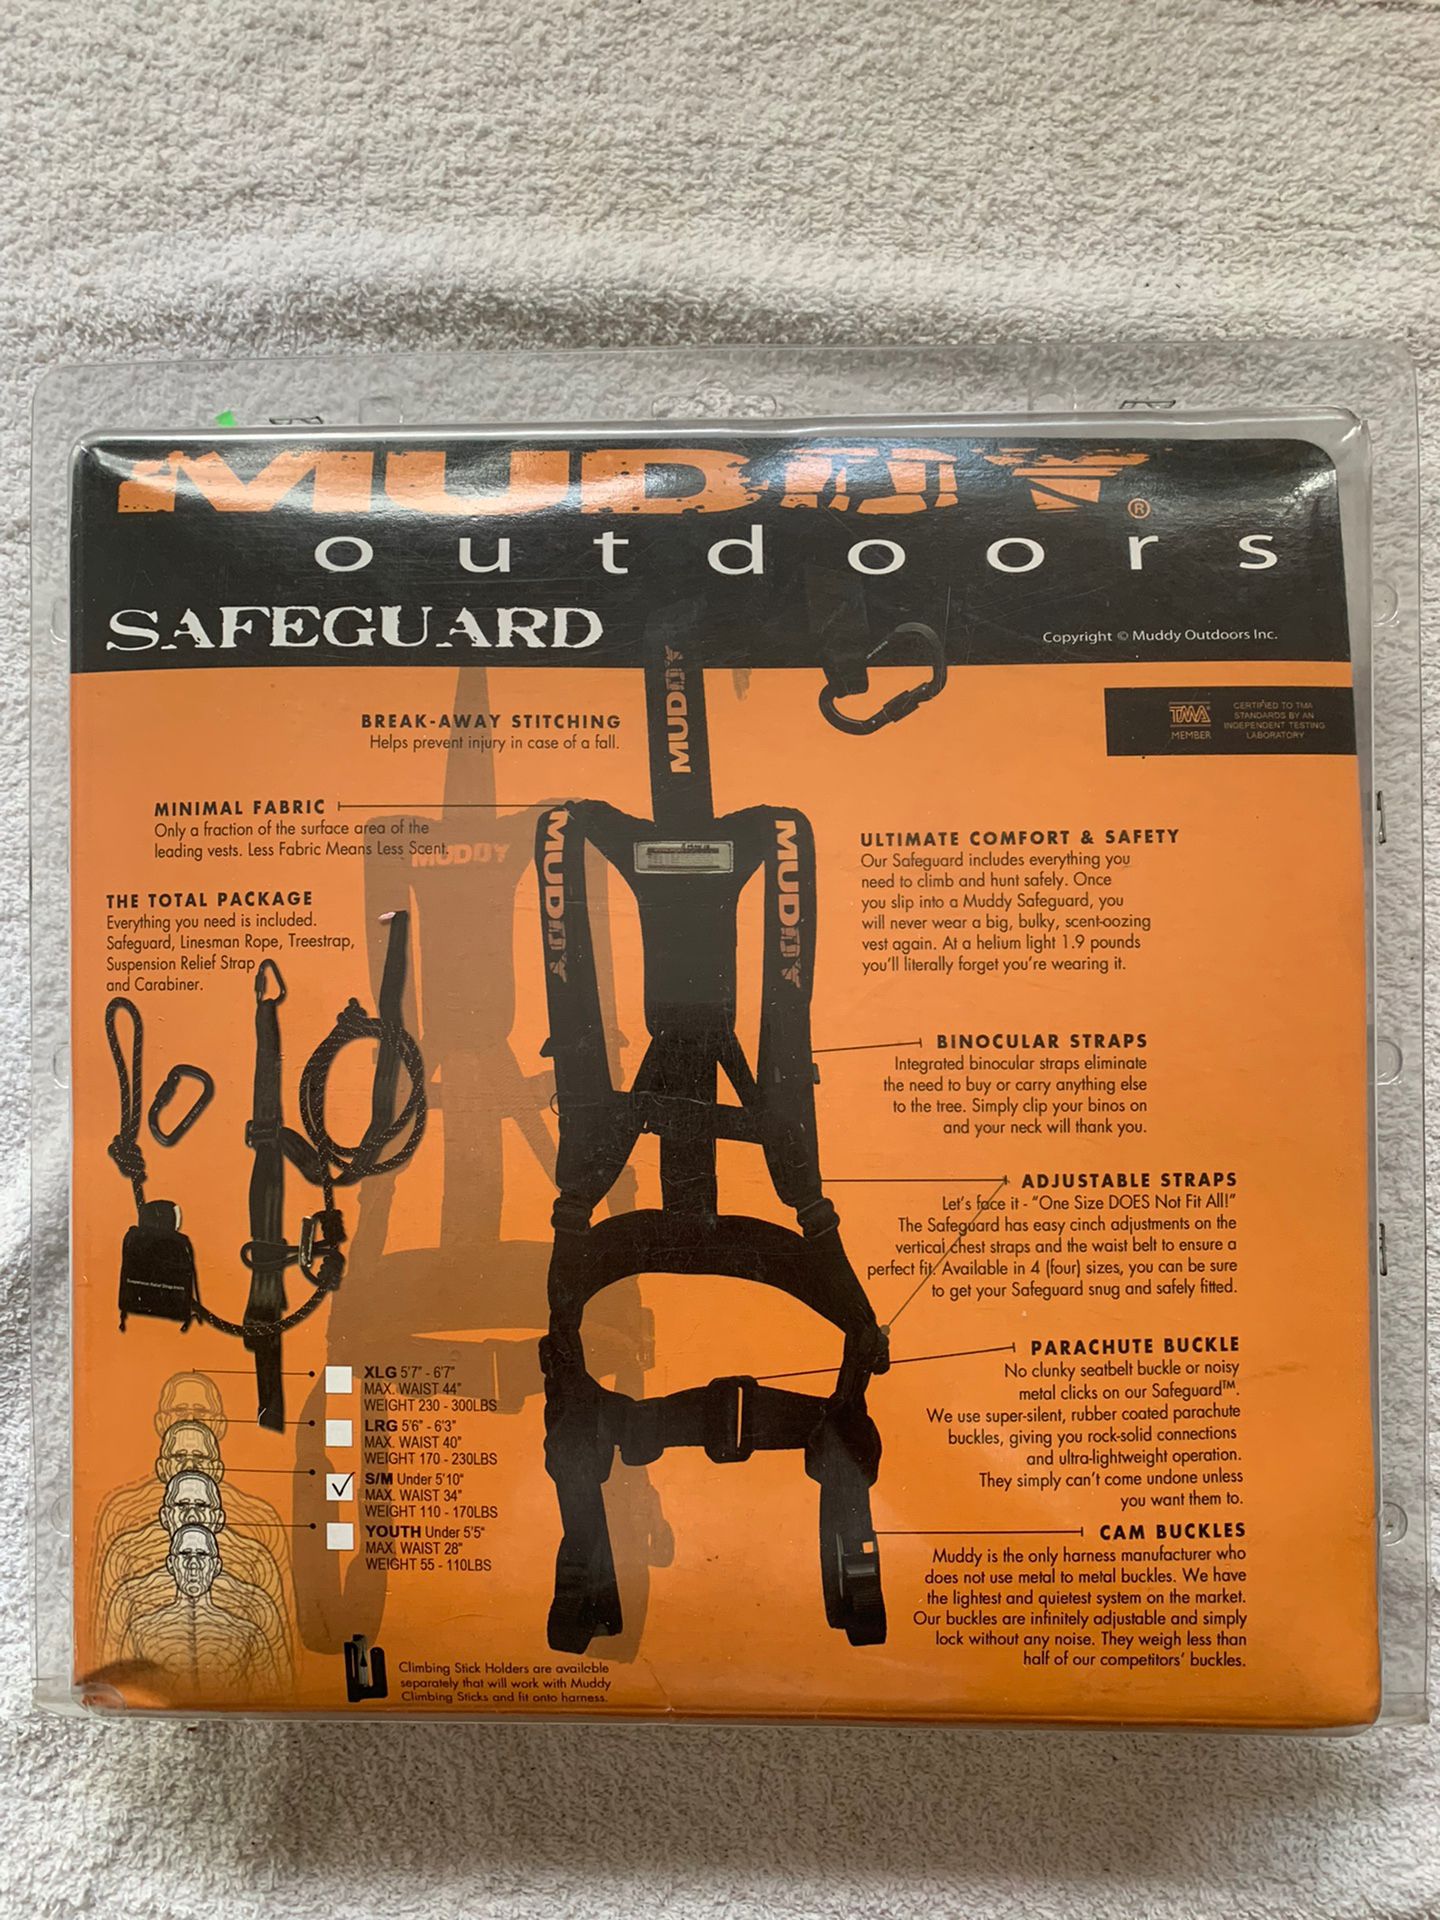 MUDDY®
outdoors
SAFEGUARD
Copyright © Muddy Outdoors Inc.
TMA
MEMBER
CERTIFIED TO TMA
STANDARDS BY AN
INDEPENDENT TESTING
LABORATORY
MUDDY
BREAK-AWAY STITCHING
Helps prevent injury in case of a fall.
MINIMAL FABRIC
Only a fraction of the surface area of the
leading vests. Less Fabric Means Less Scent.
MUDDY
MUDDY
MUDDY
THE TOTAL PACKAGE
Everything you need is included.
Safeguard, Linesman Rope, Treestrap,
Suspension Relief Strap
and Carabiner.
ULTIMATE COMFORT & SAFETY
Our Safeguard includes everything you
need to climb and hunt safely. Once
you slip into a Muddy Safeguard, you
will never wear a big, bulky, scent-oozing
vest again. At a helium light 1.9 pounds
you'll literally forget you're wearing it.
BINOCULAR STRAPS
Integrated binocular straps eliminate
the need to buy or carry anything else
to the tree. Simply clip your binos on
and your neck will thank you.
ADJUSTABLE STRAPS
Let's face it - "One Size DOES Not Fit All!"
The Safeguard has easy cinch adjustments on the
vertical chest straps and the waist belt to ensure a
perfect fit. Available in 4 (four) sizes, you can be sure
to get your Safeguard snug and safely fitted.
PARACHUTE BUCKLE
No clunky seatbelt buckle or noisy
metal clicks on our Safeguard™.
We use super-silent, rubber coated parachute
buckles, giving you rock-solid connections
and ultra-lightweight operation.
They simply can't come undone unless
you want them to.
CAM BUCKLES
Muddy is the only harness manufacturer who
does not use metal to metal buckles. We have
the lightest and quietest system on the market.
Our buckles are infinitely adjustable and simply
lock without any noise. They weigh less than
half of our competitors' buckles.
XLG 5'7" - 6'7"
MAX. WAIST 44"
WEIGHT 230 - 300LBS
LRG 5'6" - 6'3"
MAX. WAIST 40"
WEIGHT 170 - 230LBS
S/M Under 5'10"
MAX. WAIST 34"
WEIGHT 110 - 170LBS
YOUTH Under 5'5"
MAX. WAIST 28"
WEIGHT 55 - 110LBS
Climbing Stick Holders are available
separately that will work with Muddy
Climbing Sticks and fit onto harness.